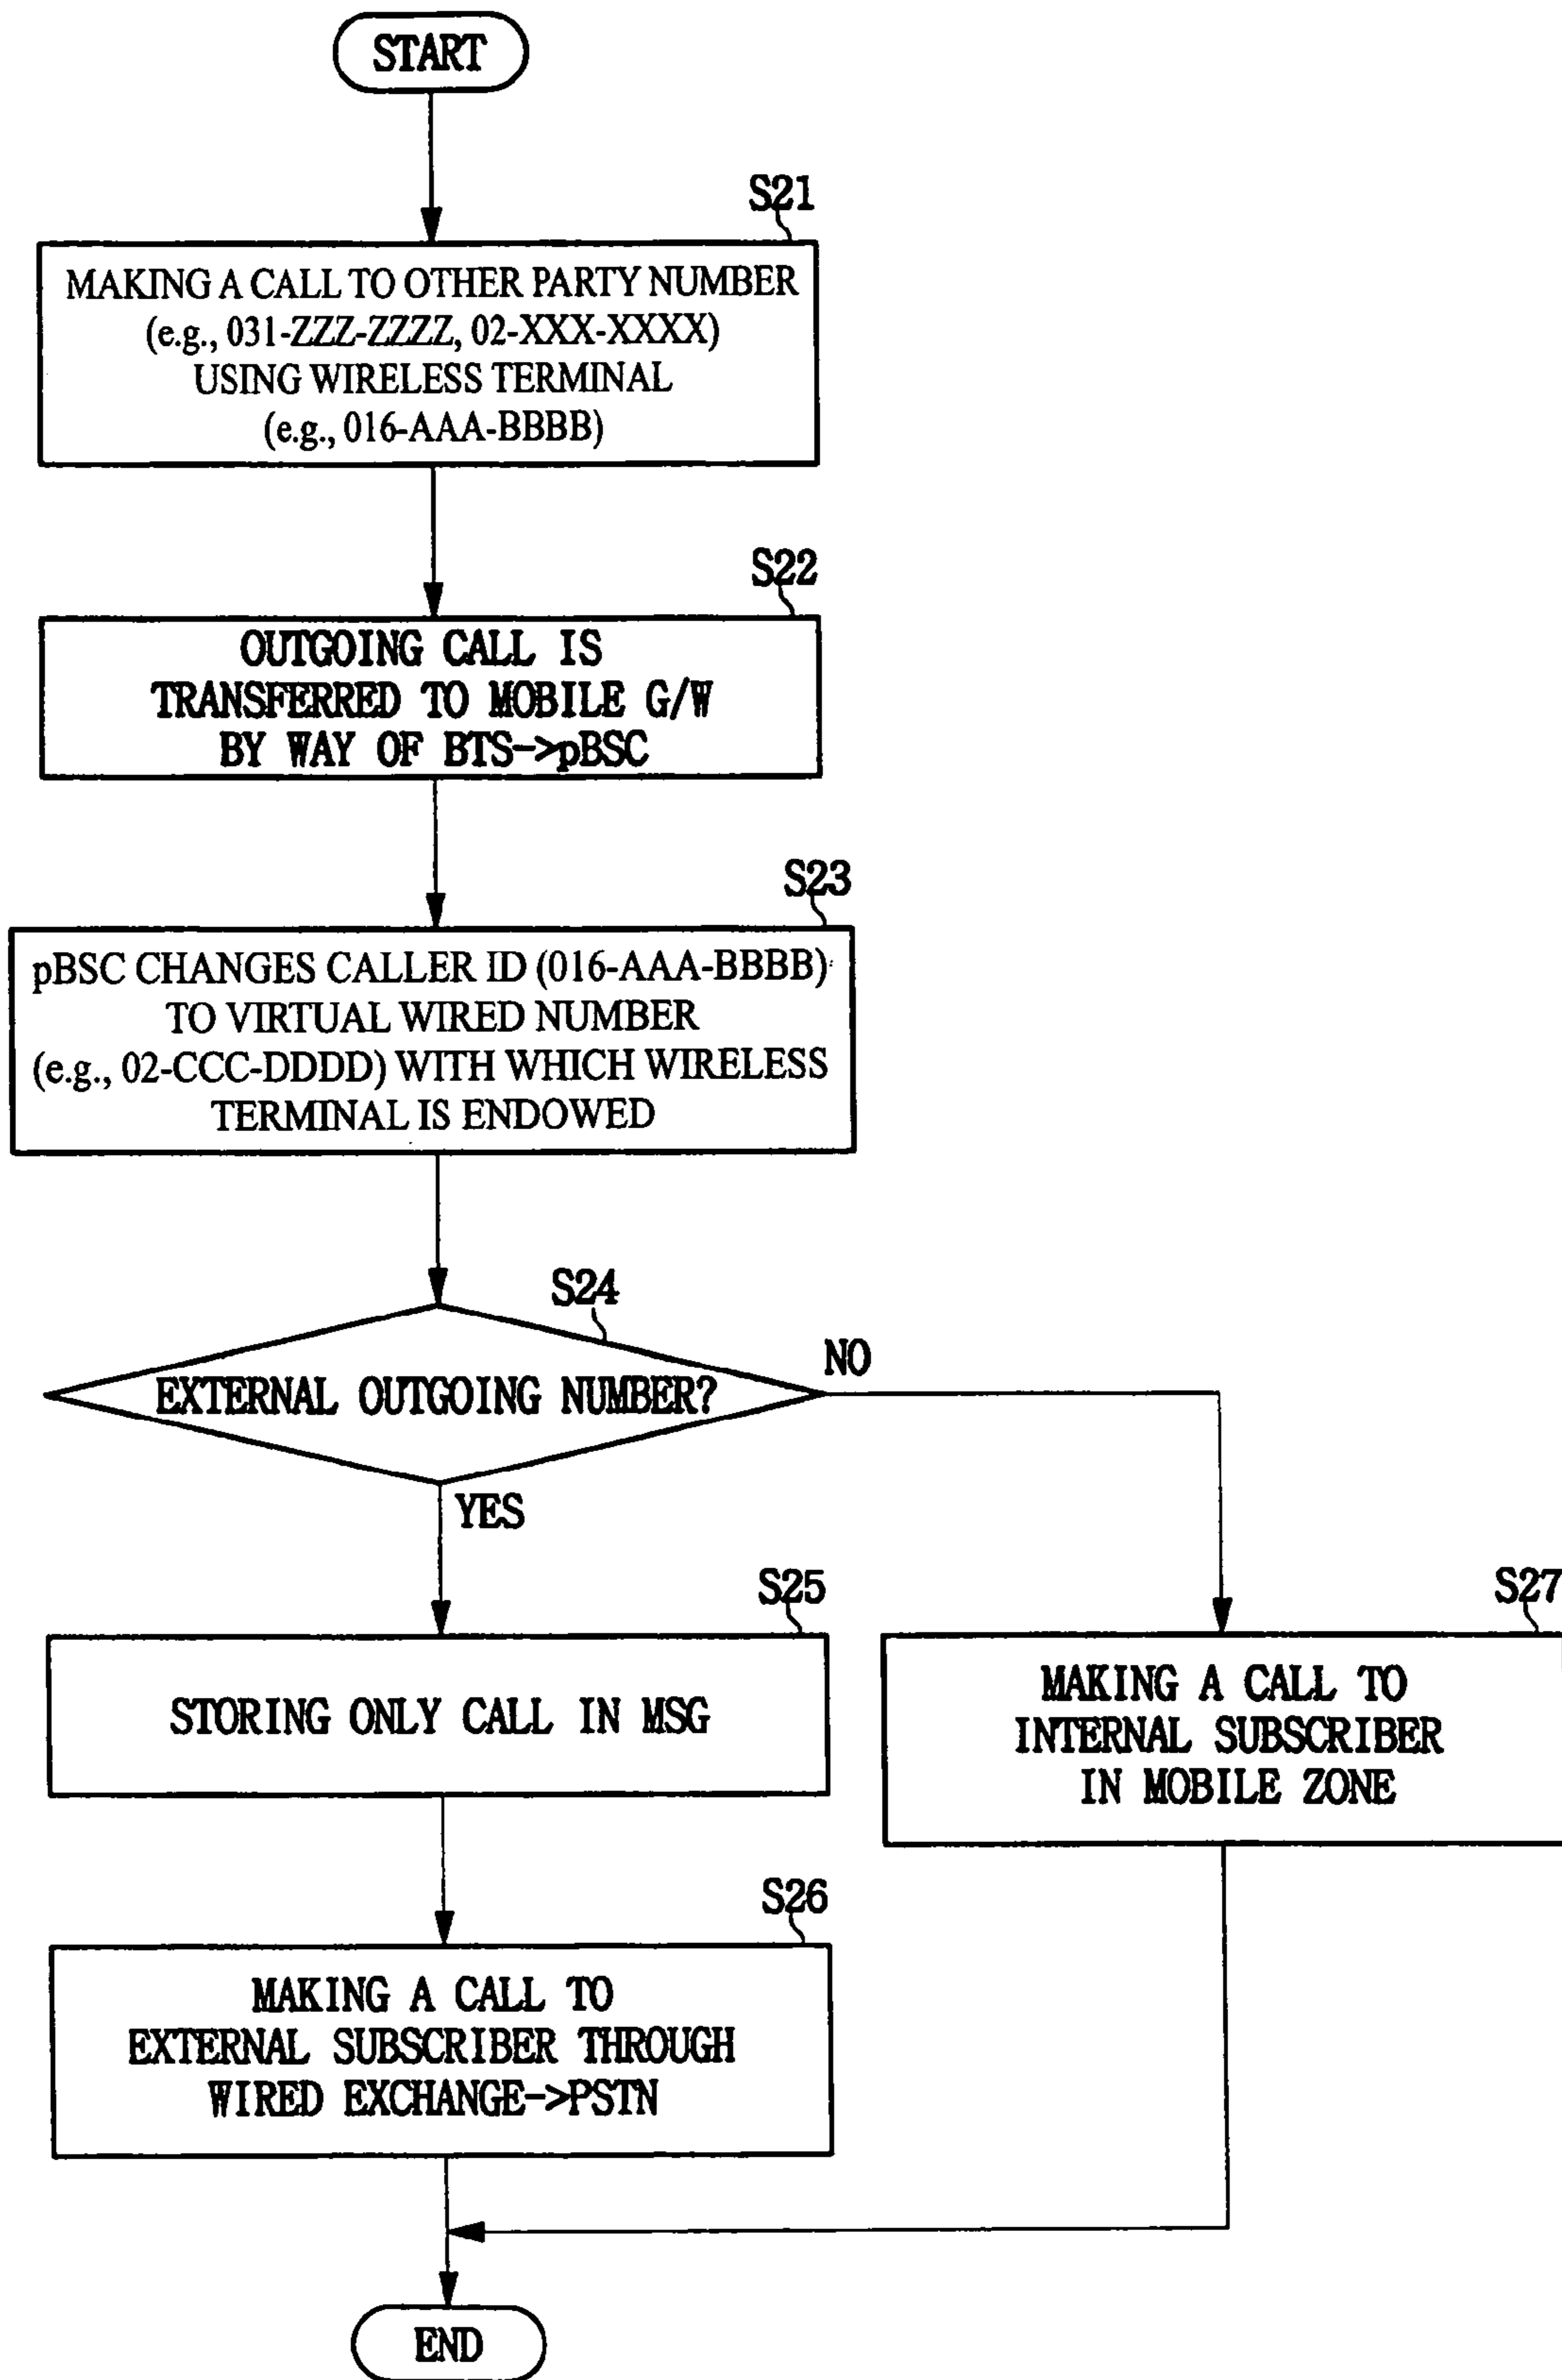 START
S21
MAKING A CALL TO OTHER PARTY NUMBER
(e.g., 031-ZZZ-ZZZZ, 02-XXX-XXXX)
USING WIRELESS TERMINAL
(e.g., 016-AAA-BBBB)
S22
OUTGOING CALL IS
TRANSFERRED TO MOBILE G/W
BY WAY OF BTS->pBSC
S23
pBSC CHANGES CALLER ID (016-AAA-BBBB)
TO VIRTUAL WIRED NUMBER
(e.g., 02-CCC-DDDD) WITH WHICH WIRELESS
TERMINAL IS ENDOWED
S24
EXTERNAL OUTGOING NUMBER?
NO
YES
S25
STORING ONLY CALL IN MSG
S27
MAKING A CALL TO
INTERNAL SUBSCRIBER
IN MOBILE ZONE
S26
MAKING A CALL TO
EXTERNAL SUBSCRIBER THROUGH
WIRED EXCHANGE->PSTN
END